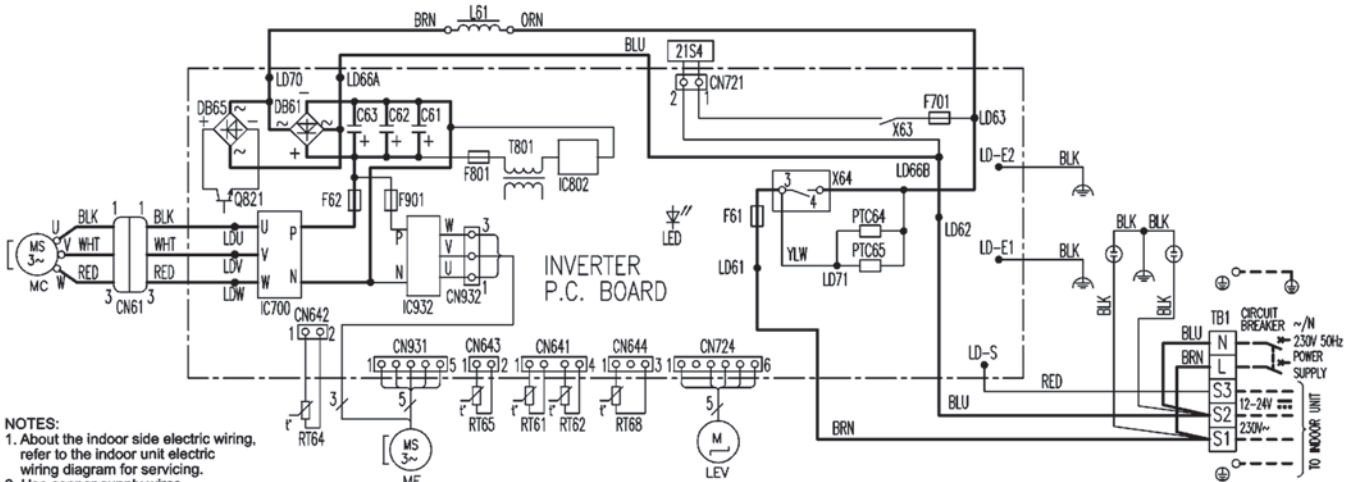 BRN L61 ORN
BLU
21S4
LD70 LD66A
CN721
2 1
DB65 DB61
C63 C62 C61
F701
X63
LD63
T801
F801
IC802
LD-E2 BLK
LD66B
3 X64
4
Q821
F62 F901
F61
PTC64
LED
LD62
U BLK 1 1 BLK
LDU U P
P W 3
V
U
N 1
MS
3~
MC
V WHT WHT
LDV V
W RED RED
LDW W N
3 3
CN61
IC700
IC932 CN932
INVERTER
P.C. BOARD
YLW
PTC65
LD71
LD61
LD-E1 BLK
BLK BLK
BLK BLK
CN642
1 2
CN931
1 5
CN643
1 2
CN641
1 4
CN644
1 3
CN724
1 6
LD-S
RED
BLU
BRN
TB1
CIRCUIT
BREAKER
~/N
230V 50Hz
POWER
SUPPLY
BLU N
BRN L
S3
12-24V
S2
230V~
S1
TO INDOOR UNIT
t° RT64
3
5
t° RT65
t° RT61
t° RT62
t° RT68
5
MS
3~
MF
M
LEV
NOTES:
1. About the indoor side electric wiring,
refer to the indoor unit electric
wiring diagram for servicing.